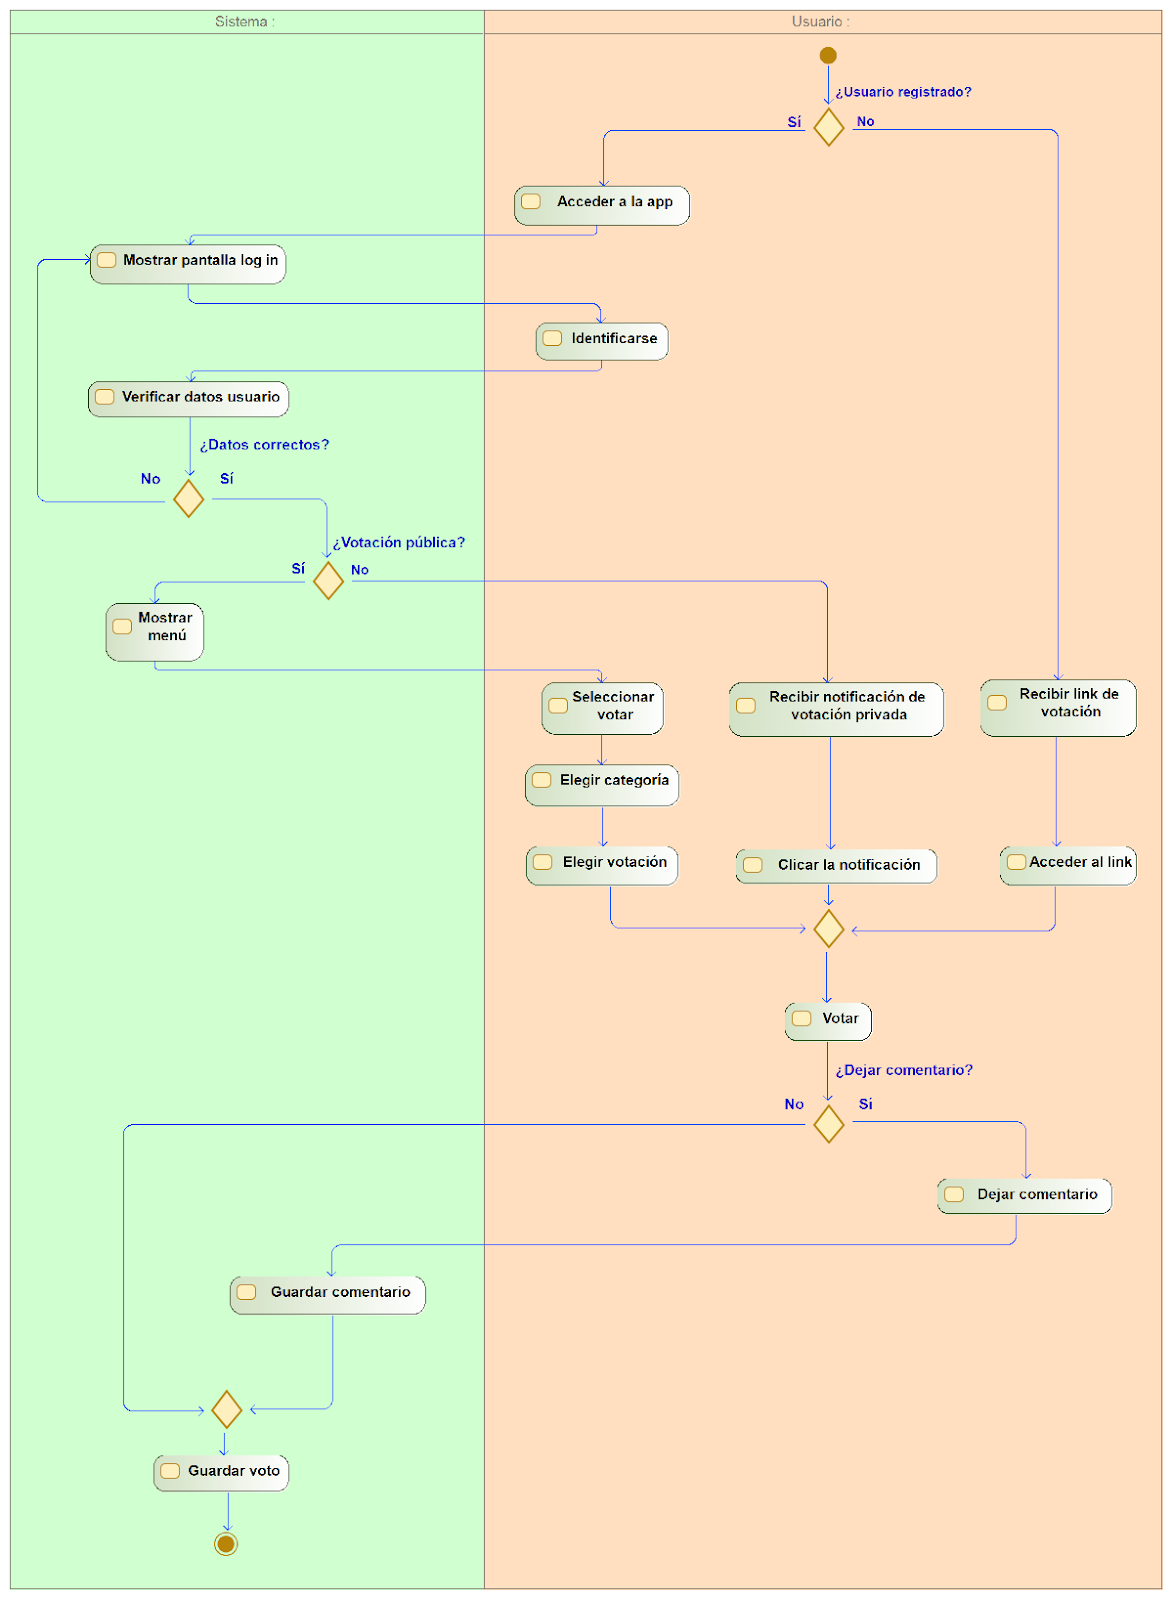 Sistema :
Usuario :
¿Usuario registrado?
Sí
No
Acceder a la app
Mostrar pantalla log in
Identificarse
Verificar datos usuario
¿Datos correctos?
No
Sí
¿Votación pública?
Sí
No
Mostrar
menú
Seleccionar
votar
Recibir notificación de
votación privada
Recibir link de
votación
Elegir categoría
Elegir votación
Clicar la notificación
Acceder al link
Votar
¿Dejar comentario?
No
Sí
Dejar comentario
Guardar comentario
Guardar voto